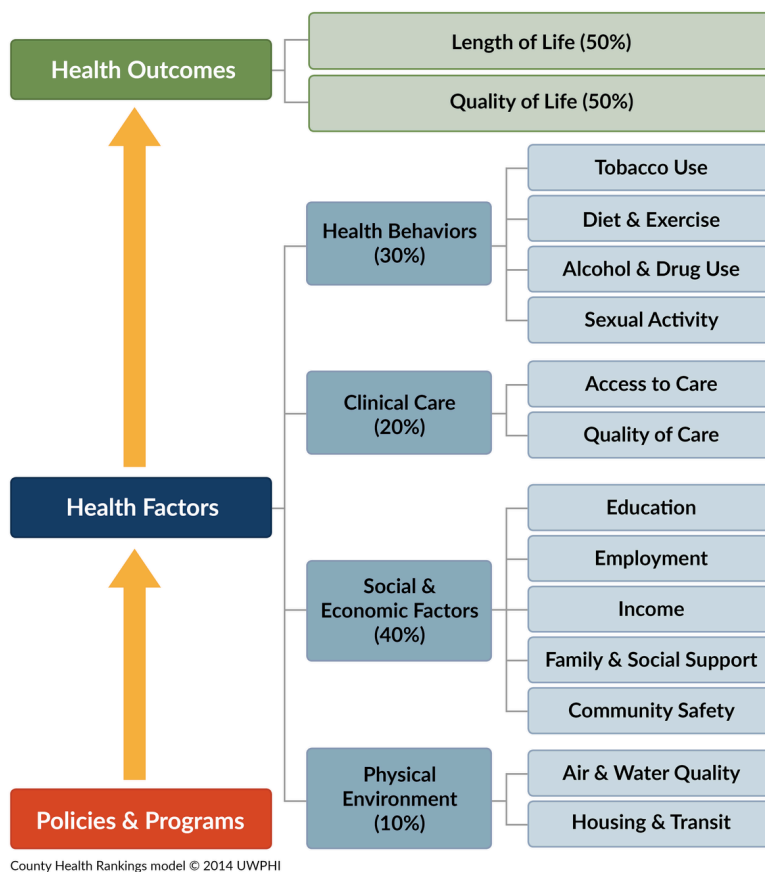 Health Outcomes
Length of Life (50%)
Quality of Life (50%)
Health Factors
Health Behaviors
(30%)
Tobacco Use
Diet & Exercise
Alcohol & Drug Use
Sexual Activity
Clinical Care
(20%)
Access to Care
Quality of Care
Social &
Economic Factors
(40%)
Education
Employment
Income
Family & Social Support
Community Safety
Physical
Environment
(10%)
Air & Water Quality
Housing & Transit
Policies & Programs
County Health Rankings model © 2014 UWPHI